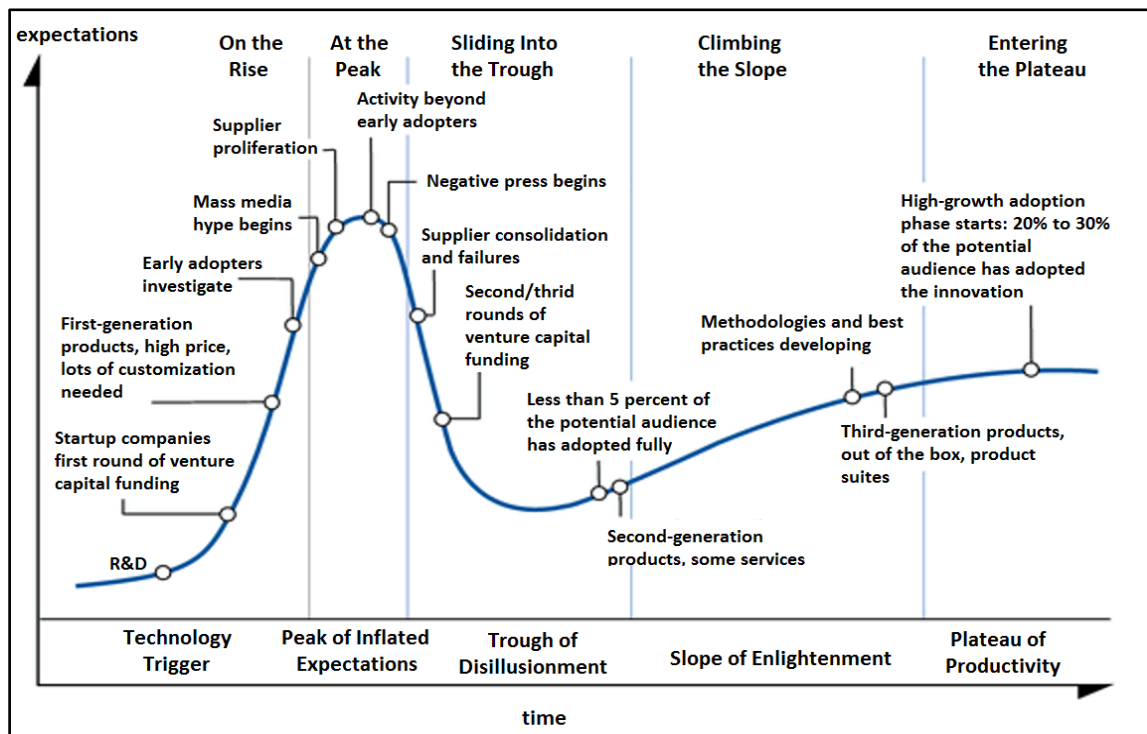 expectations
On the
Rise
At the
Peak
Sliding Into
the Trough
Climbing
the Slope
Entering
the Plateau
Activity beyond
early adopters
Supplier
proliferation
Negative press begins
Mass media
hype begins
High-growth adoption
phase starts: 20% to 30%
of the potential
audience has adopted
the innovation
Supplier consolidation
and failures
Early adopters
investigate
Second/thrid
rounds of
venture capital
funding
First-generation
products, high price,
lots of customization
needed
Methodologies and best
practices developing
Less than 5 percent of
the potential audience
has adopted fully
Startup companies
first round of venture
capital funding
Third-generation products,
out of the box, product
suites
Second-generation
products, some services
R&D
Technology
Trigger
Peak of Inflated
Expectations
Trough of
Disillusionment
Slope of Enlightenment
Plateau of
Productivity
time